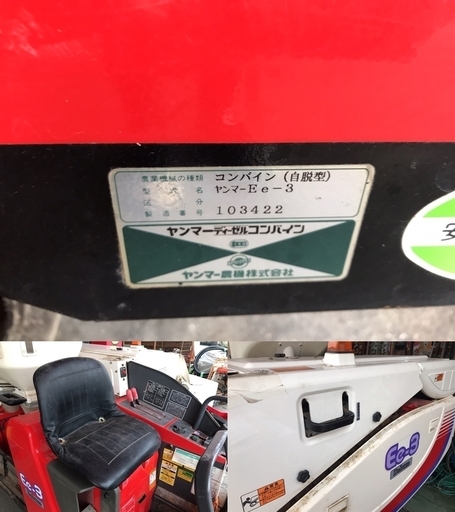 農業機械の種類 コンバイン (自脱型)
型式名 ヤンマーEe-3
区分
製造番号 103422
ヤンマーディーゼルコンバイン
ヤンマー農機株式会社
安
Ee-3
Ee-3